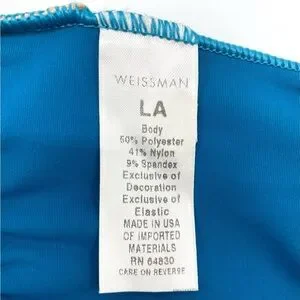 WEISSMAN
LA
Body
50% Polyester
41% Nylon
9% Spandex
Exclusive of
Decoration
Exclusive of
Elastic
MADE IN USA
OF IMPORTED
MATERIALS
RN 64830
CARE ON REVERSE